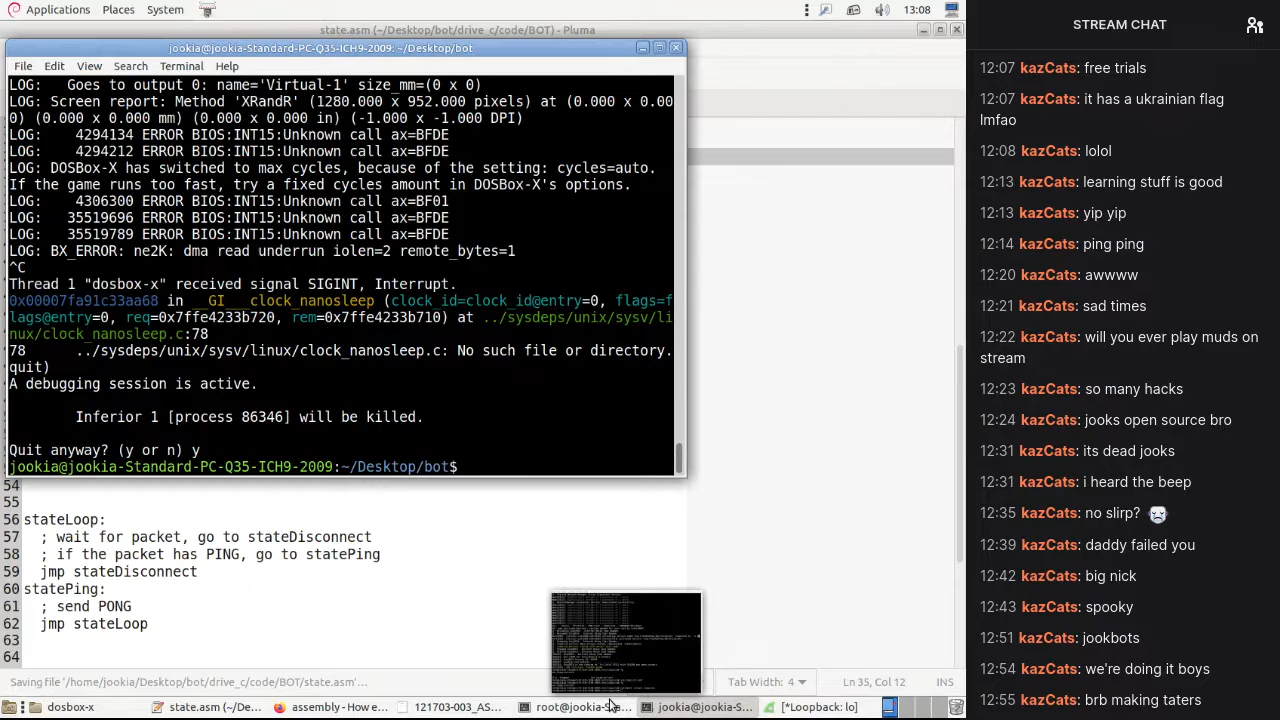 Applications Places System 13:08
state.asm (~/Desktop/bot/drive_c/code/BOT) - Pluma
jookia@jookia-Standard-PC-Q35-ICH9-2009: ~/Desktop/bot
File Edit View Search Terminal Help
LOG:   Goes to output 0: name='Virtual-1' size_mm=(0 x 0)
LOG: Screen report: Method 'XRandR' (1280.000 x 952.000 pixels) at (0.000 x 0.00
0) (0.000 x 0.000 mm) (0.000 x 0.000 in) (-1.000 x -1.000 DPI)
LOG:    4294134 ERROR BIOS:INT15:Unknown call ax=BFDE
LOG:    4294212 ERROR BIOS:INT15:Unknown call ax=BFDE
LOG: DOSBox-X has switched to max cycles, because of the setting: cycles=auto.
If the game runs too fast, try a fixed cycles amount in DOSBox-X's options.
LOG:    4306300 ERROR BIOS:INT15:Unknown call ax=BF01
LOG:   35519696 ERROR BIOS:INT15:Unknown call ax=BFDE
LOG:   35519789 ERROR BIOS:INT15:Unknown call ax=BFDE
LOG: BX_ERROR: ne2K: dma read underrun iolen=2 remote_bytes=1
^C
Thread 1 "dosbox-x" received signal SIGINT, Interrupt.
0x00007fa91c33aa68 in __GI___clock_nanosleep (clock_id=clock_id@entry=0, flags=f
lags@entry=0, req=0x7ffe4233b720, rem=0x7ffe4233b710) at ../sysdeps/unix/sysv/li
nux/clock_nanosleep.c:78
78      ../sysdeps/unix/sysv/linux/clock_nanosleep.c: No such file or directory.
quit)
A debugging session is active.
        Inferior 1 [process 86346] will be killed.
Quit anyway? (y or n) y
jookia@jookia-Standard-PC-Q35-ICH9-2009:~/Desktop/bot$
54
55
56 stateLoop:
57   ; wait for packet, go to stateDisconnect
58   ; if the packet has PING, go to statePing
59   jmp stateDisconnect
60 statePing:
61   ; send PONG
62   jmp stateLoop
63
64
Saving file '/home/jookia/Desktop/bot/drive_c/code/BOT/state.asm...
Tab Width: 4 INS
(~/De... assembly Conver... 121703-003_AS... root@jookia-St... jookia@jookia-S... [*Loopback: lo]
STREAM CHAT
12:07 kazCats: free trials
12:07 kazCats: it has a ukrainian flag
lmfao
12:08 kazCats: lolol
12:13 kazCats: learning stuff is good
12:13 kazCats: yip yip
12:14 kazCats: ping ping
12:20 kazCats: awwww
12:21 kazCats: sad times
12:22 kazCats: will you ever play muds on
stream
12:23 kazCats: so many hacks
12:24 kazCats: jooks open source bro
12:31 kazCats: its dead jooks
12:31 kazCats: i heard the beep
12:35 kazCats: no slirp?
12:39 kazCats: daddy failed you
12:42 kazCats: big nick
kazCats: spooky
kazCats: robots
kazCats: were doing it boys
12:55 kazCats: brb making taters